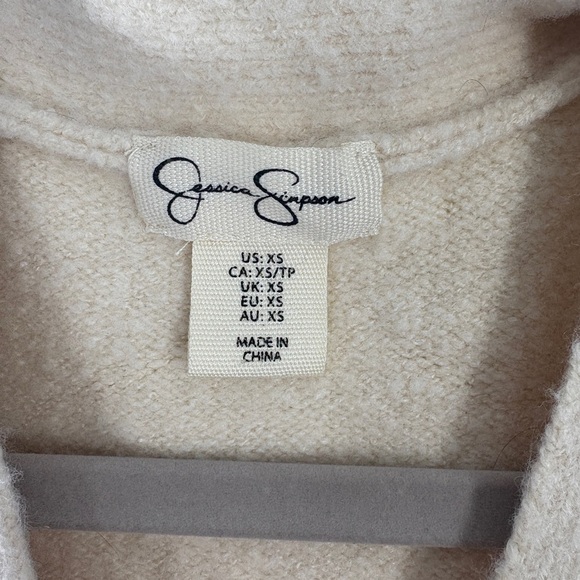 Jessica Simpson
US: XS
CA: XS/TP
UK: XS
EU: XS
AU: XS
MADE IN
CHINA